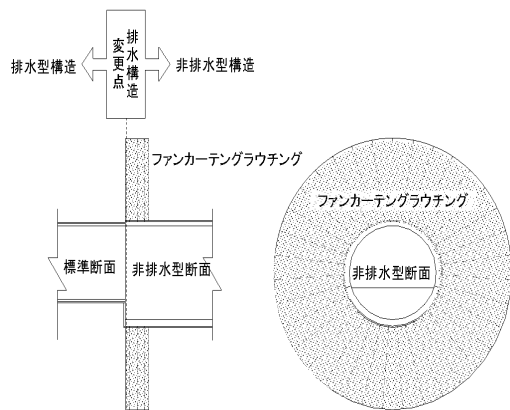 排水構造
変更点
排水型構造
非排水型構造
ファンカーテングラウチング
ファンカーテングラウチング
標準断面
非排水型断面
非排水型断面